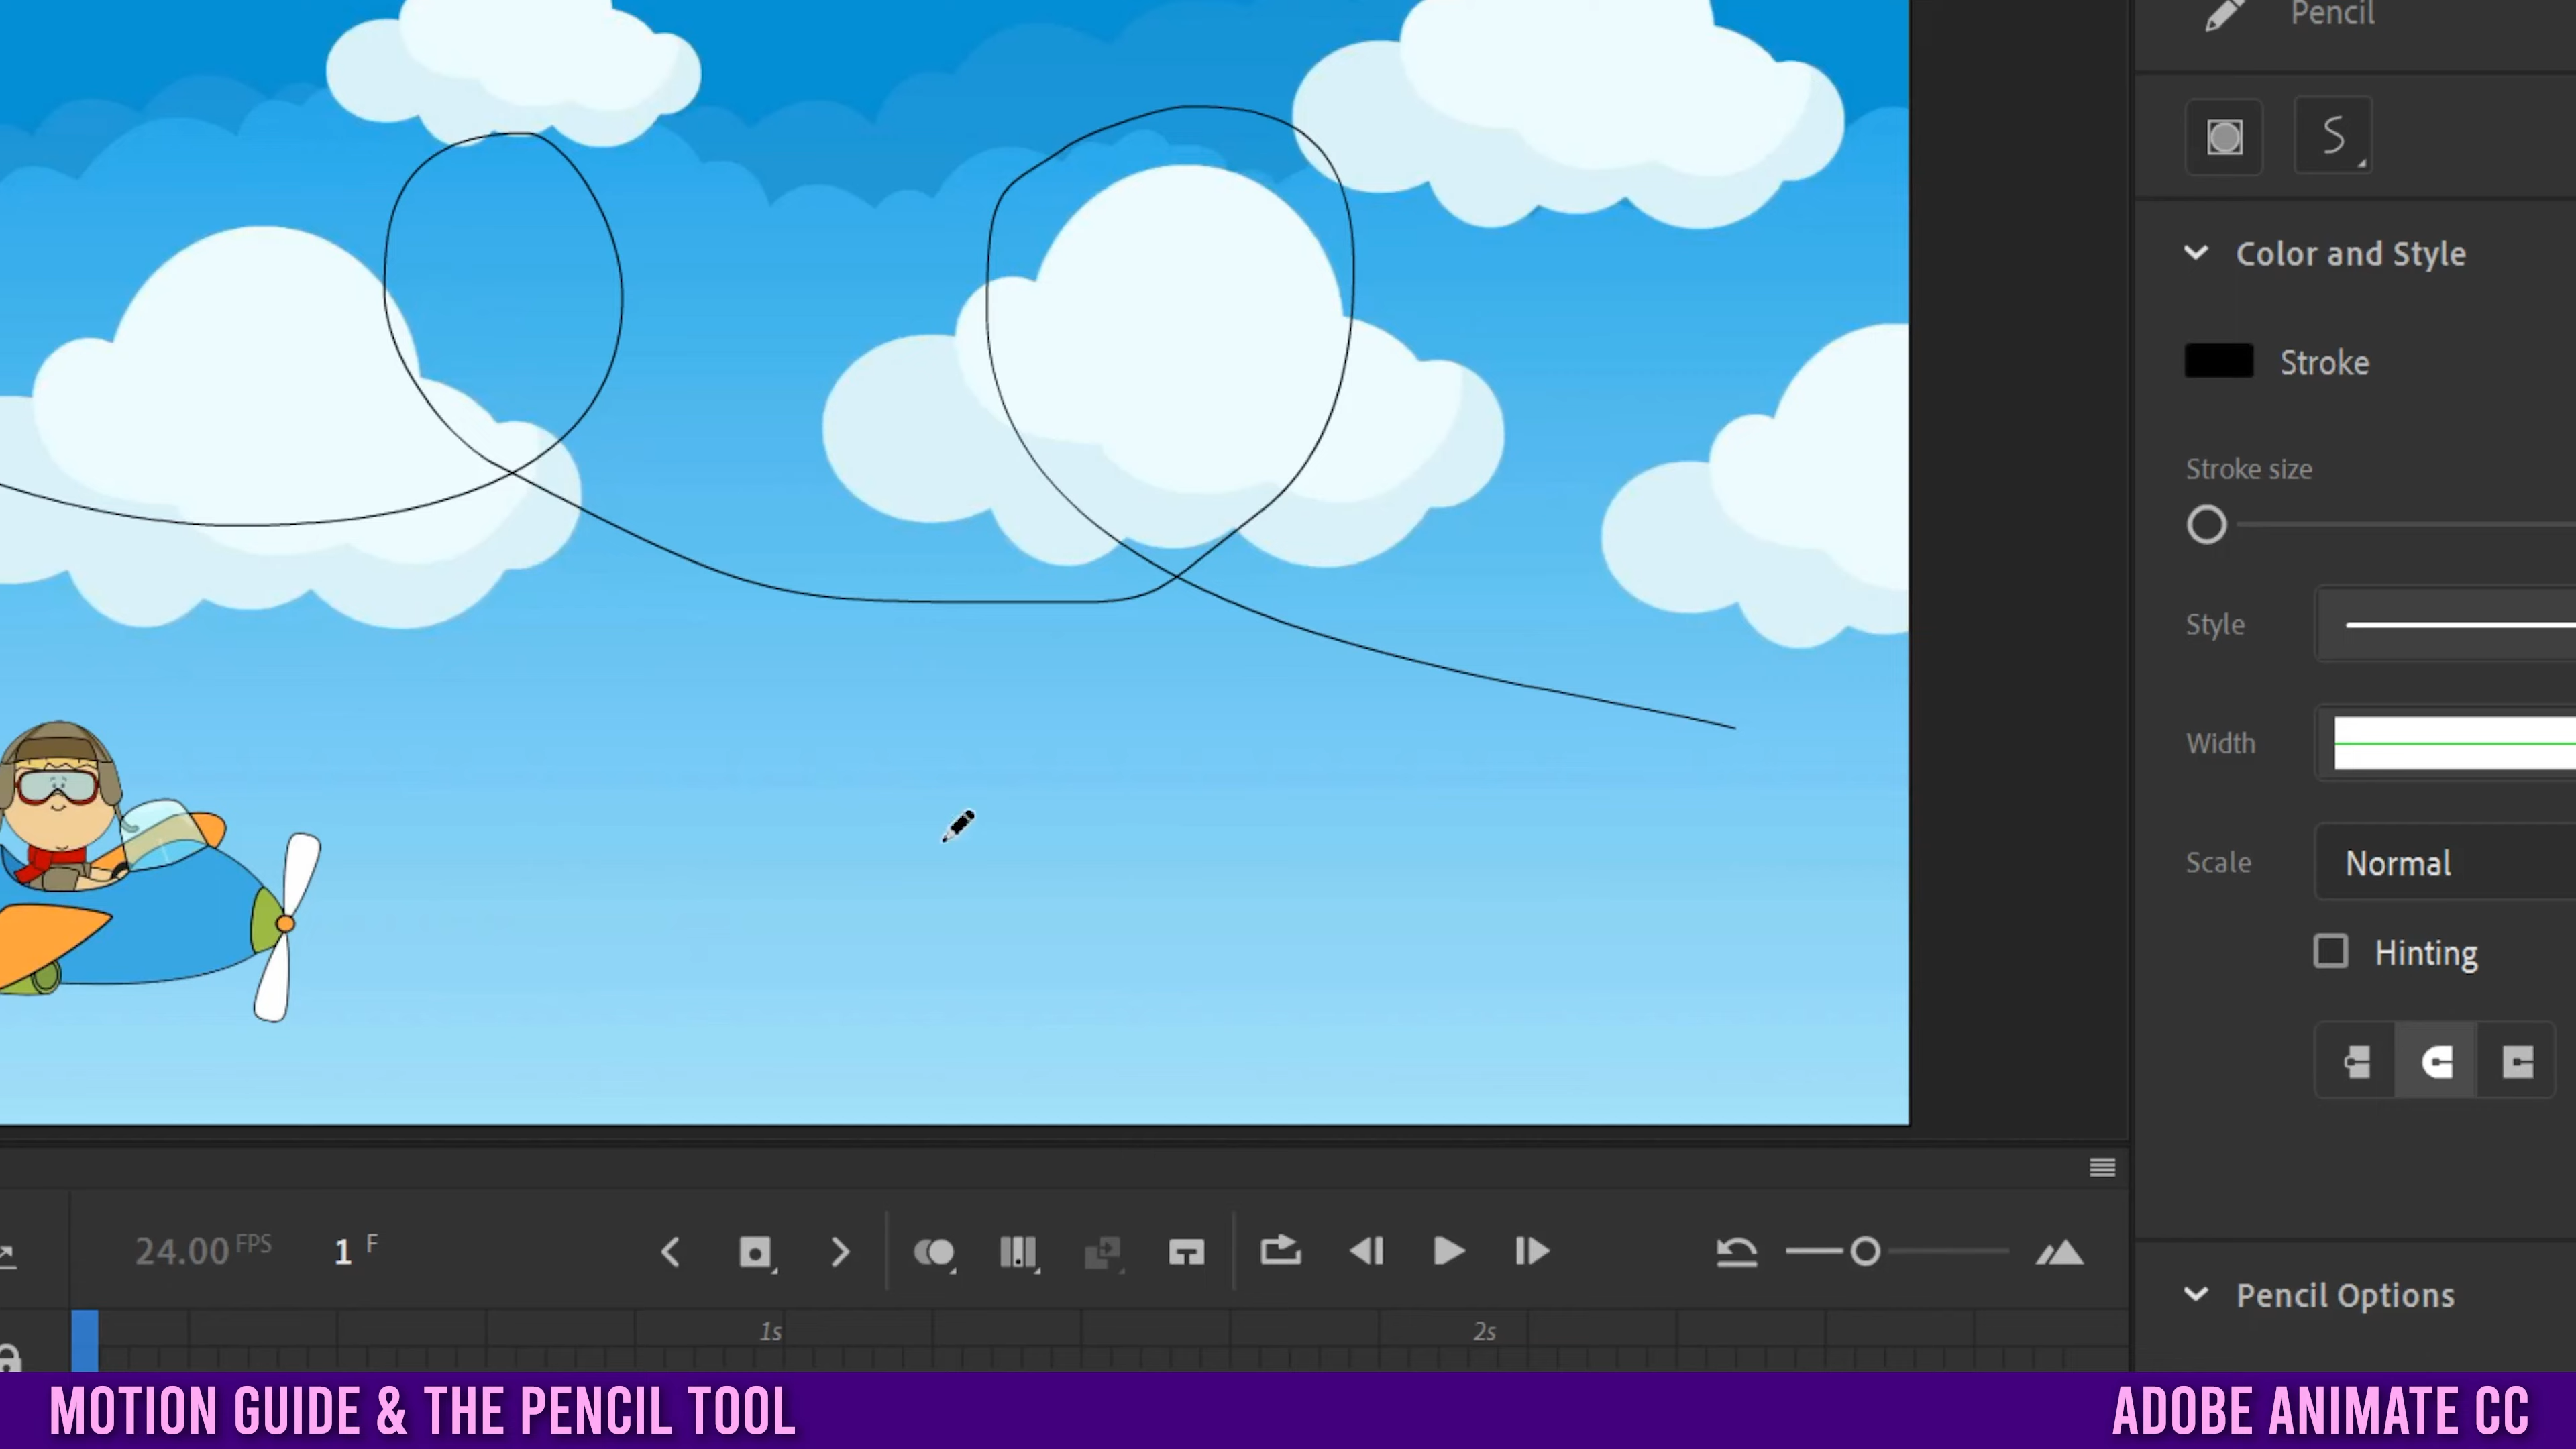 Pencil
Color and Style
Stroke
Stroke size
Style
Width
Scale
Normal
Hinting
24.00 FPS
1 F
Pencil Options
1s
2s
MOTION GUIDE & THE PENCIL TOOL
ADOBE ANIMATE CC